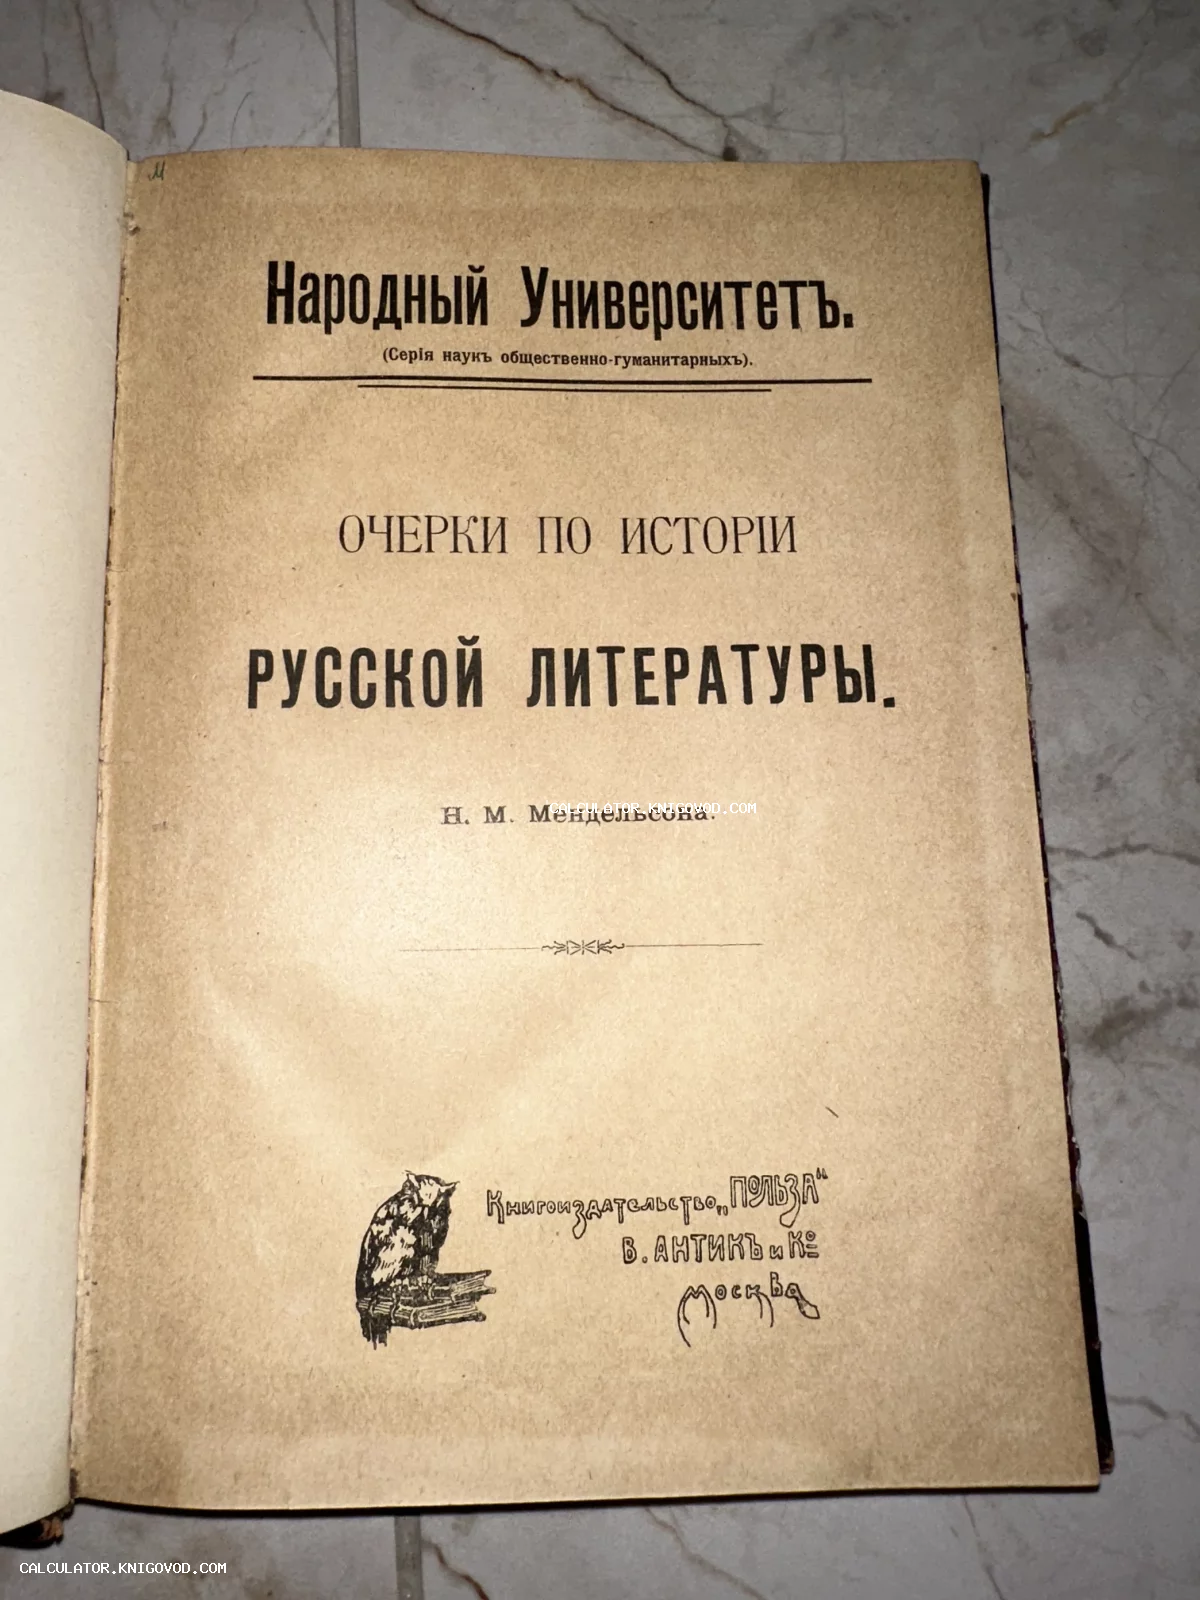 Народный Университетъ.
(Серія наукъ общественно-гуманитарныхъ).
ОЧЕРКИ ПО ИСТОРІИ
РУССКОЙ ЛИТЕРАТУРЫ.
Н. М. Мендельсона.
CALCULATOR.KNIGOVOD.COM
Книгоиздательство „ПОЛЬЗА“
В. АНТИКЪ и Ко
Москва
CALCULATOR.KNIGOVOD.COM